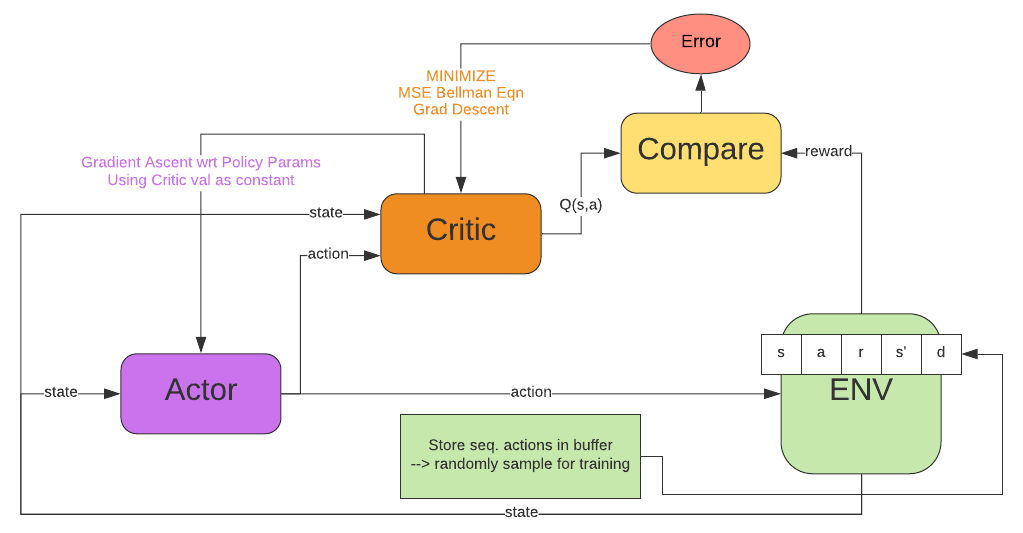 Error
MINIMIZE
MSE Bellman Eqn
Grad Descent
Compare
reward
Gradient Ascent wrt Policy Params
Using Critic val as constant
Q(s,a)
state
Critic
action
s a r s' d
ENV
Actor
state
action
Store seq. actions in buffer
--> randomly sample for training
state